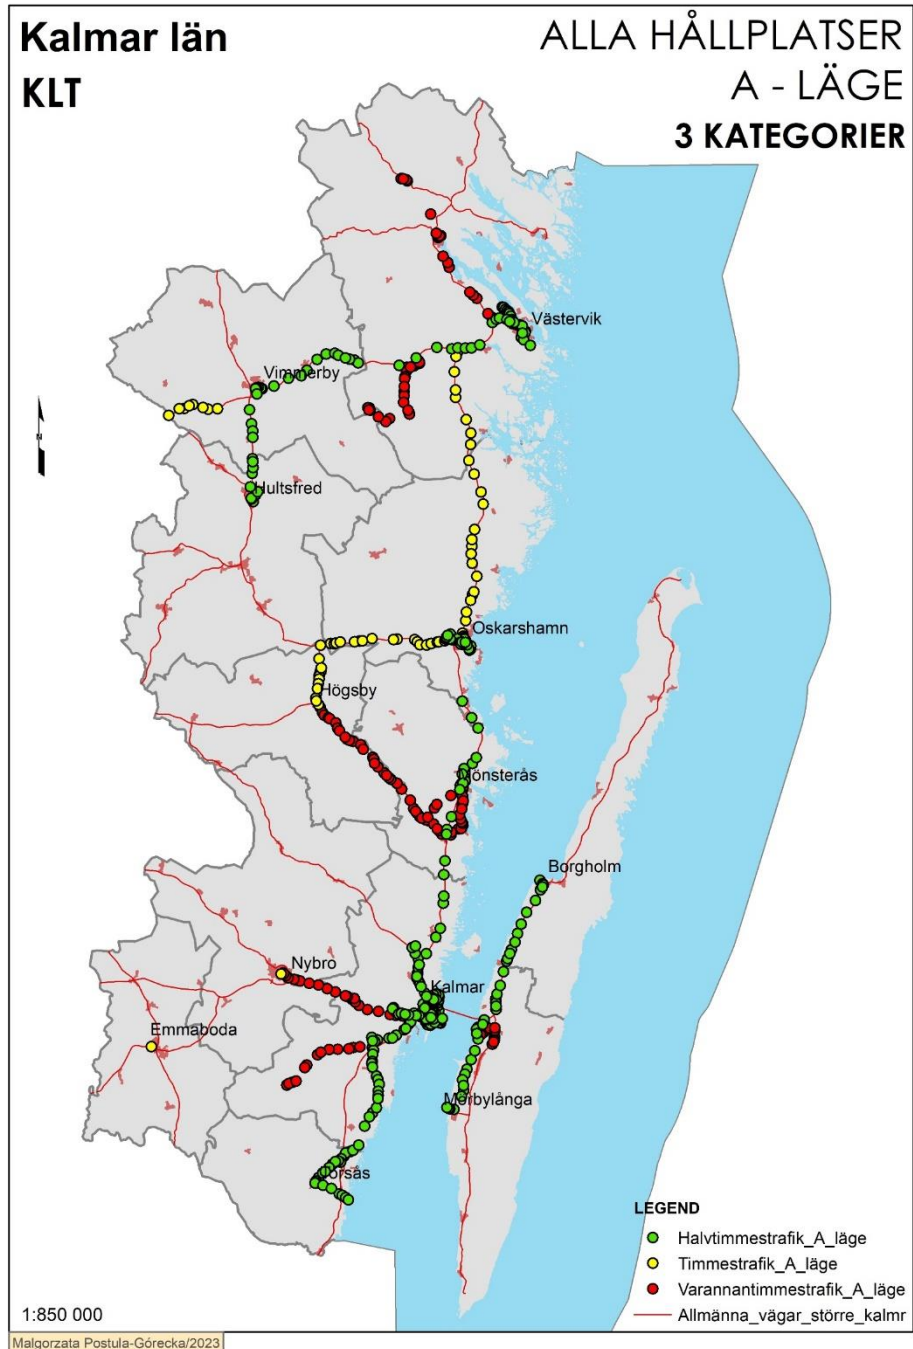 Kalmar län
KLT
ALLA HÅLLPLATSER
A - LÄGE
3 KATEGORIER
Västervik
Vimmerby
Hultsfred
N
Oskarshamn
Högsby
Mönsterås
Borgholm
Nybro
Kalmar
Emmaboda
Mörbylånga
Torsås
LEGEND
Halvtimmestrafik_A_läge
Timmestrafik_A_läge
Varannantimmestrafik_A_läge
Allmänna_vägar_större_kalmr
1:850 000
Malgorzata Postula-Górecka/2023